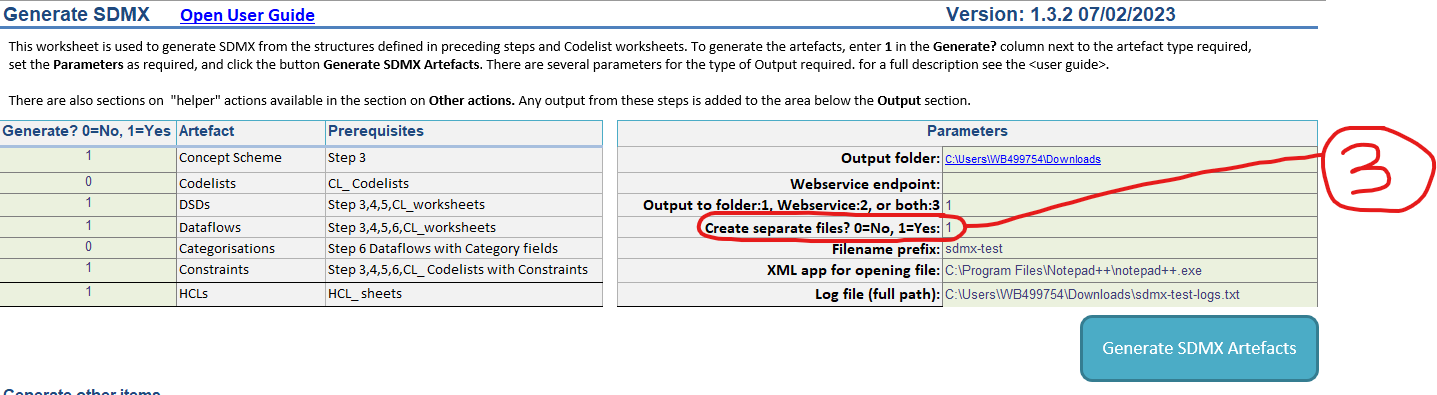 Generate SDMX Open User Guide Version: 1.3.2 07/02/2023
This worksheet is used to generate SDMX from the structures defined in preceding steps and Codelist worksheets. To generate the artefacts, enter 1 in the Generate? column next to the artefact type required,
set the Parameters as required, and click the button Generate SDMX Artefacts. There are several parameters for the type of Output required. for a full description see the <user guide>.
There are also sections on "helper" actions available in the section on Other actions. Any output from these steps is added to the area below the Output section.
Generate? 0=No, 1=Yes Artefact Prerequisites
1 Concept Scheme Step 3
0 Codelists CL_ Codelists
1 DSDs Step 3,4,5,CL_worksheets
1 Dataflows Step 3,4,5,6,CL_worksheets
0 Categorisations Step 6 Dataflows with Category fields
1 Constraints Step 3,4,5,6,CL_ Codelists with Constraints
1 HCLs HCL_ sheets
Parameters
Output folder: C:\Users\WB499754\Downloads
Webservice endpoint:
Output to folder:1, Webservice:2, or both:3 1
Create separate files? 0=No, 1=Yes: 1
Filename prefix: sdmx-test
XML app for opening file: C:\Program Files\Notepad++\notepad++.exe
Log file (full path): C:\Users\WB499754\Downloads\sdmx-test-logs.txt
3
Generate SDMX Artefacts
Generate other items